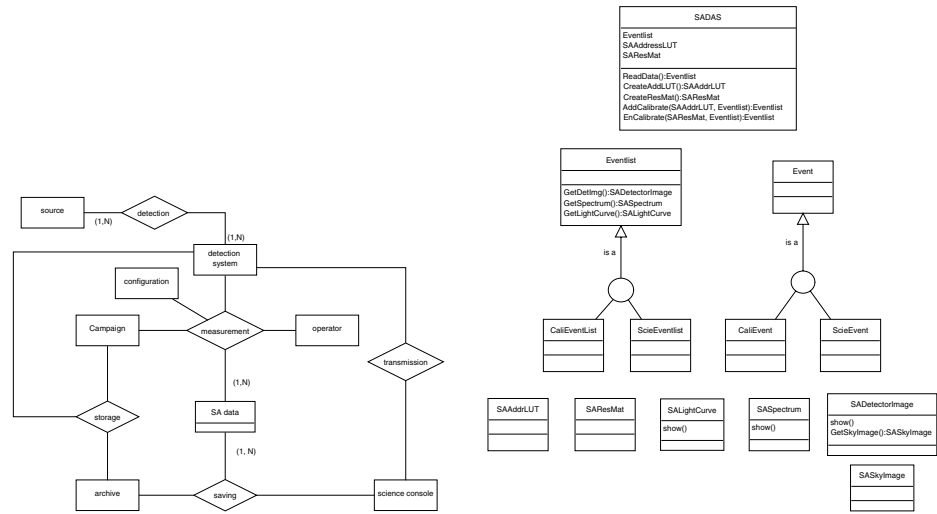 source
detection
(1,N)
(1,N)
detection
system
configuration
Campaign
measurement
operator
transmission
(1,N)
storage
SA data
(1, N)
archive
saving
science console
SADAS
Eventlist
SAAddressLUT
SAResMat
ReadData():Eventlist
CreateAddLUT():SAAddrLUT
CreateResMat():SAResMat
AddCalibrate(SAAddrLUT, Eventlist):Eventlist
EnCalibrate(SAResMat, Eventlist):Eventlist
Eventlist
GetDetImg():SADetectorImage
GetSpectrum():SASpectrum
GetLightCurve():SALightCurve
Event
is a
is a
CaliEventList
ScieEventlist
CaliEvent
ScieEvent
SAAddrLUT
SAResMat
SALightCurve
show()
SASpectrum
show()
SADetectorImage
show()
GetSkyImage():SASkyImage
SASkyImage